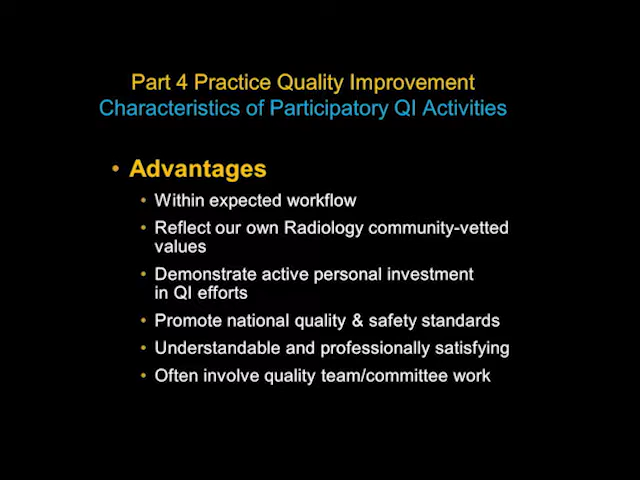 Part 4 Practice Quality Improvement
Characteristics of Participatory QI Activities
• Advantages
• Within expected workflow
• Reflect our own Radiology community-vetted
values
• Demonstrate active personal investment
in QI efforts
• Promote national quality & safety standards
• Understandable and professionally satisfying
• Often involve quality team/committee work